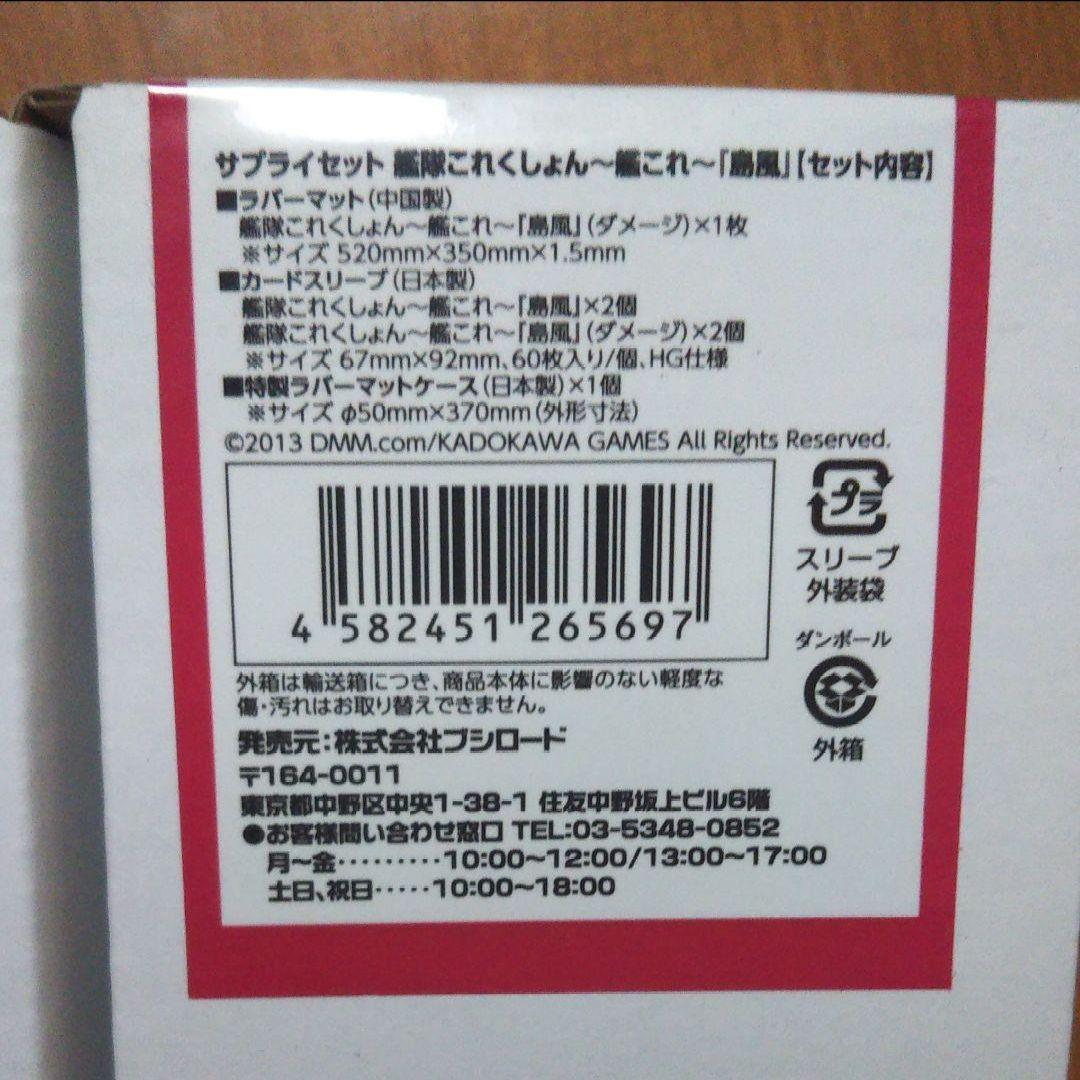 サプライセット 艦隊これくしょん～艦これ～「島風」【セット内容】
■ラバーマット（中国製）
艦隊これくしょん～艦これ～「島風」（ダメージ）×1枚
※サイズ 520mm×350mm×1.5mm
■カードスリーブ（日本製）
艦隊これくしょん～艦これ～「島風」×2個
艦隊これくしょん～艦これ～「島風」（ダメージ）×2個
※サイズ 67mm×92mm、60枚入り/個、HG仕様
■特製ラバーマットケース（日本製）×1個
※サイズ φ50mm×370mm（外形寸法）
©2013 DMM.com/KADOKAWA GAMES All Rights Reserved.
4 582451 265697
プラ
スリーブ
外装袋
ダンボール
外箱
外箱は輸送箱につき、商品本体に影響のない軽度な
傷・汚れはお取り替えできません。
発売元：株式会社ブシロード
〒164-0011
東京都中野区中央1-38-1 住友中野坂上ビル6階
●お客様問い合わせ窓口 TEL:03-5348-0852
月～金………10:00～12:00/13:00～17:00
土日、祝日……10:00～18:00